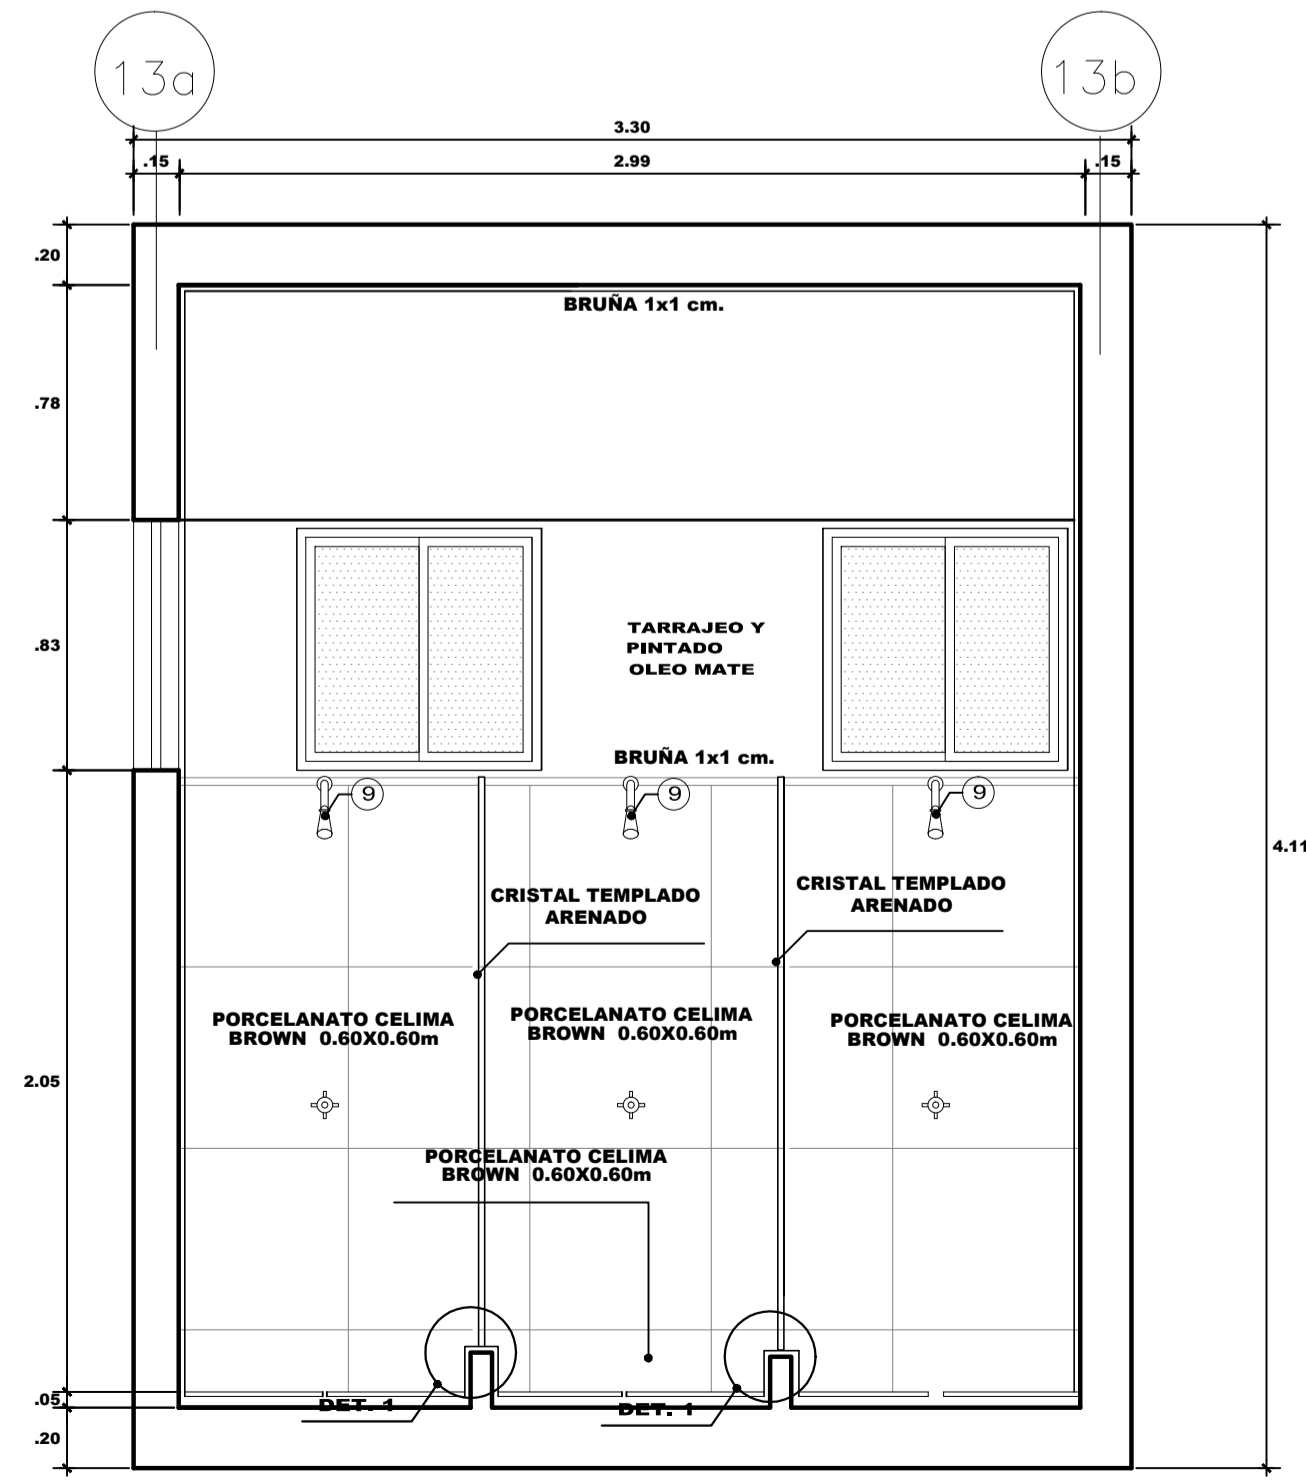 13a
13b
3.30
.15
2.99
.15
.20
BRUÑA 1x1 cm.
.78
.83
TARRAJEO Y
PINTADO
OLEO MATE
BRUÑA 1x1 cm.
9
9
9
4.11
CRISTAL TEMPLADO
ARENADO
CRISTAL TEMPLADO
ARENADO
PORCELANATO CELIMA
BROWN 0.60X0.60m
PORCELANATO CELIMA
BROWN 0.60X0.60m
PORCELANATO CELIMA
BROWN 0.60X0.60m
2.05
PORCELANATO CELIMA
BROWN 0.60X0.60m
.05
DET. 1
DET. 1
.20